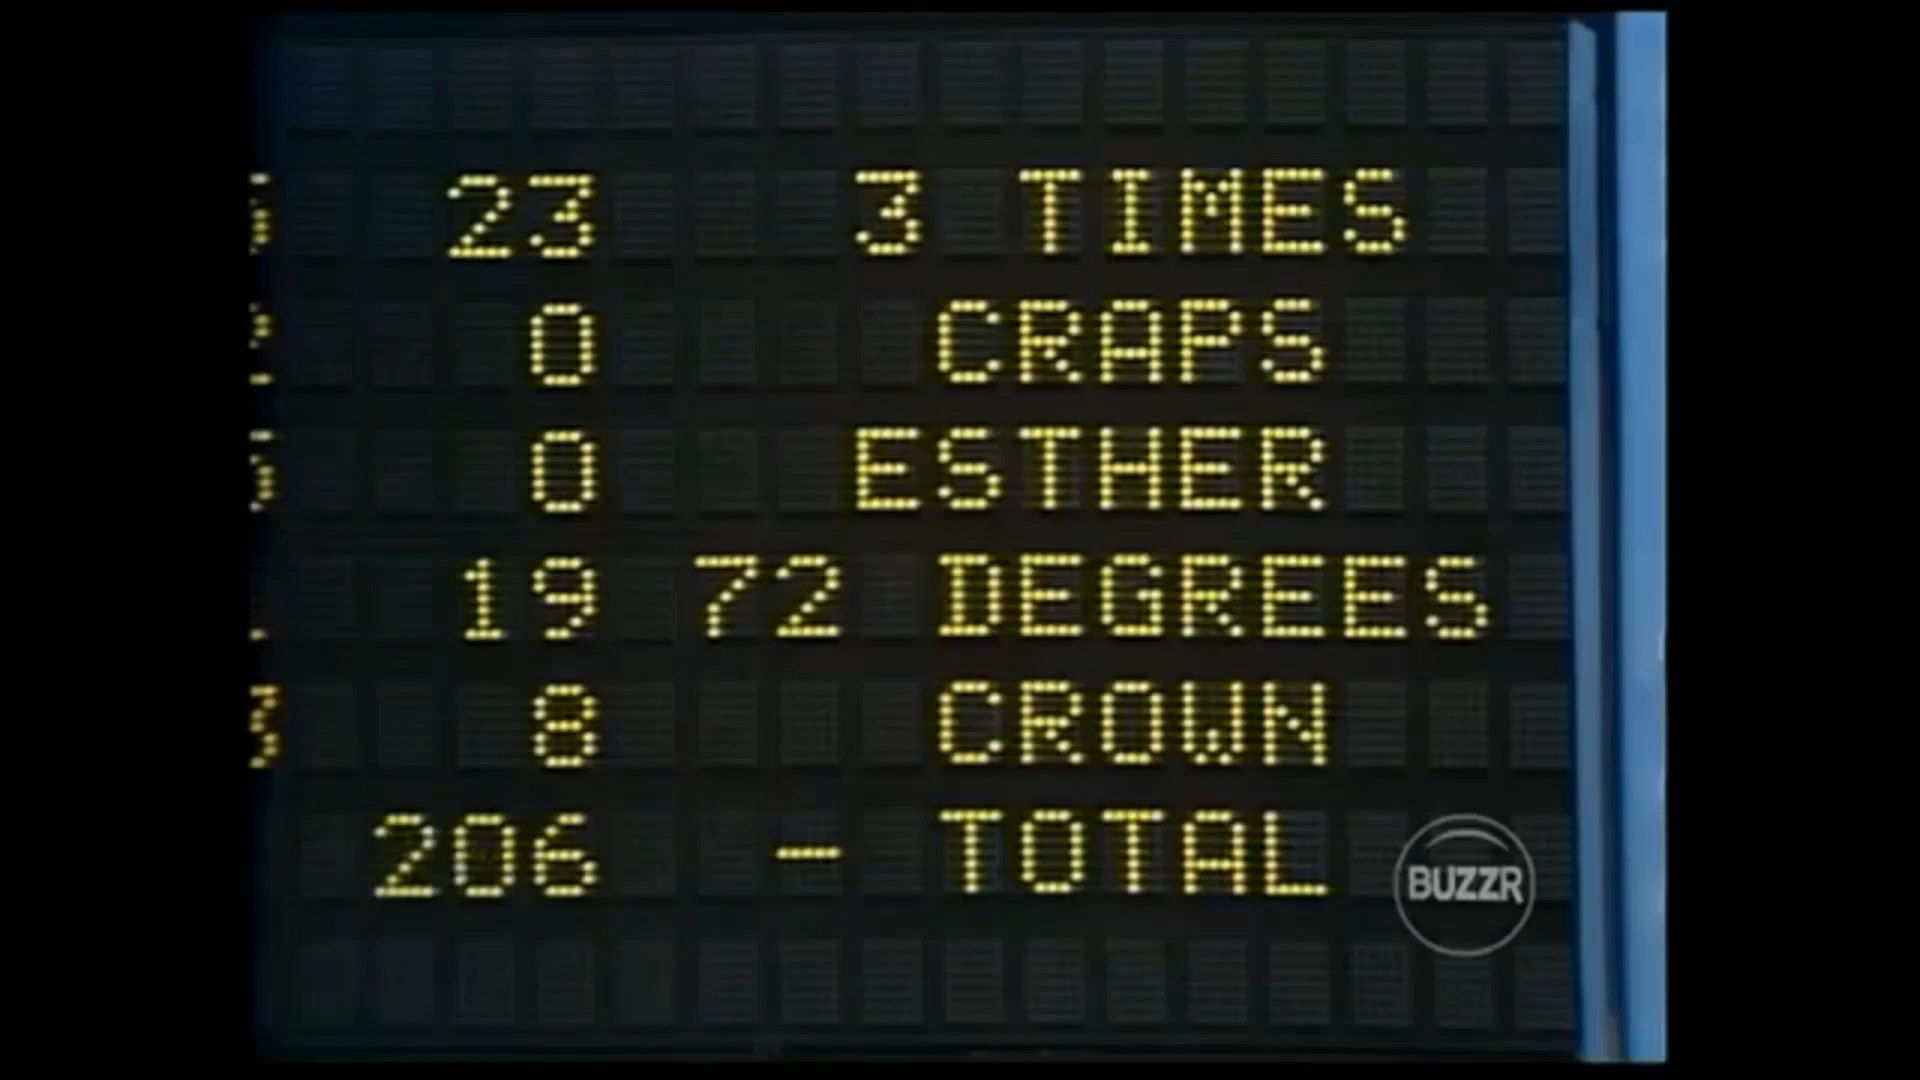 23 3 TIMES
0 CRAPS
0 ESTHER
19 72 DEGREES
8 CROWN
206 - TOTAL
BUZZR